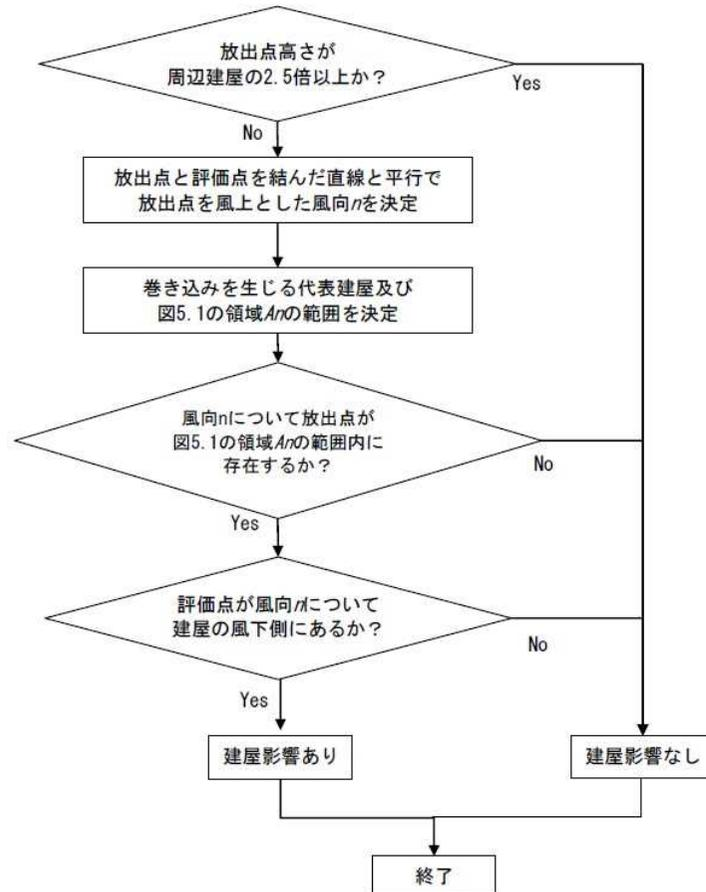 放出点高さが
周辺建屋の2.5倍以上か？
Yes
No
放出点と評価点を結んだ直線と平行で
放出点を風上とした風向nを決定
巻き込みを生じる代表建屋及び
図5.1の領域Anの範囲を決定
風向nについて放出点が
図5.1の領域Anの範囲内に
存在するか？
No
Yes
評価点が風向nについて
建屋の風下側にあるか？
No
Yes
建屋影響あり
建屋影響なし
終了